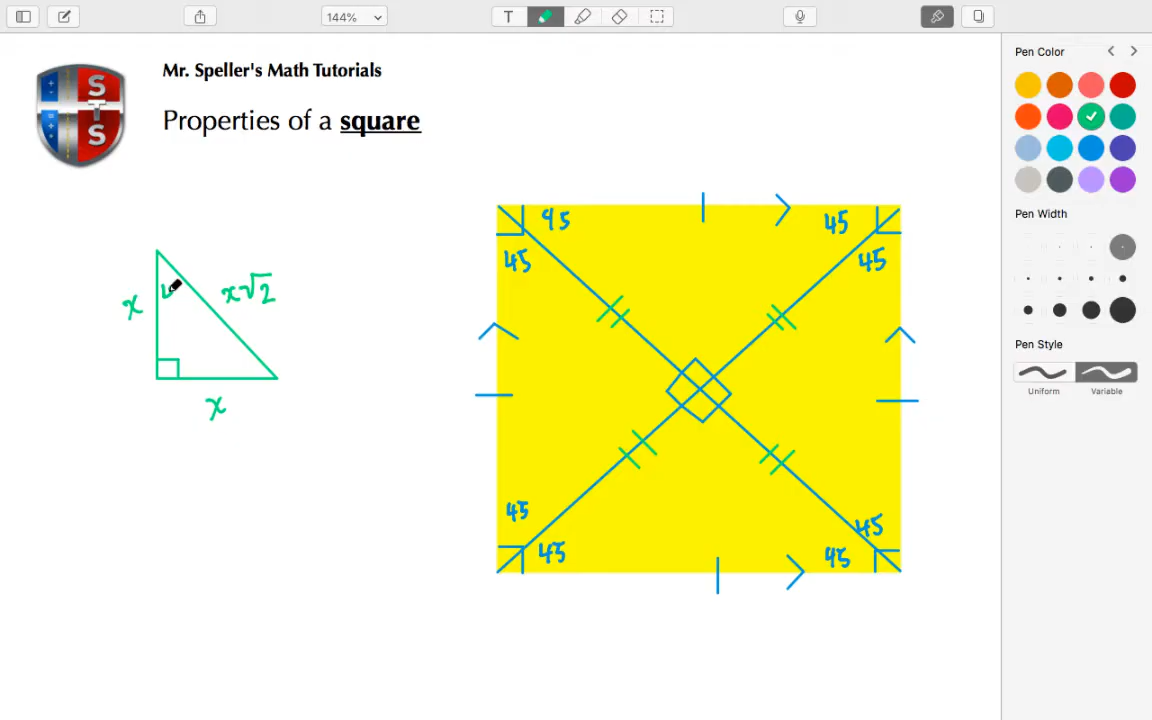 144%
T
Pen Color
Mr. Speller's Math Tutorials
S
T
S
Properties of a square
Pen Width
45 45
45 45
x x√2
Pen Style
Uniform Variable
x
45 45
45 45